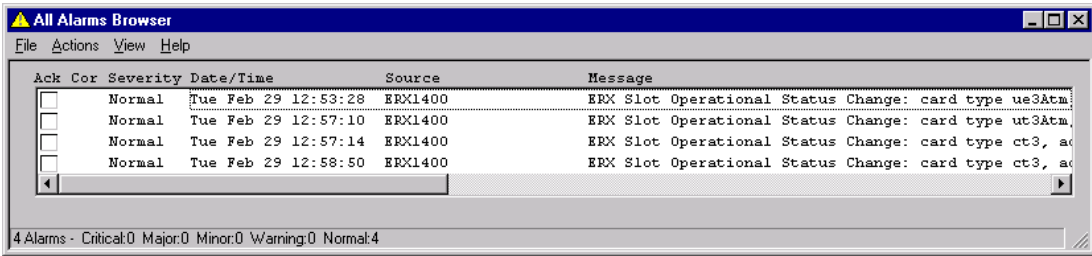 All Alarms Browser
File Actions View Help
Ack Cor Severity Date/Time Source Message
Normal Tue Feb 29 12:53:28 ERX1400 ERX Slot Operational Status Change: card type ue3Atm
Normal Tue Feb 29 12:57:10 ERX1400 ERX Slot Operational Status Change: card type ut3Atm,
Normal Tue Feb 29 12:57:14 ERX1400 ERX Slot Operational Status Change: card type ct3,
Normal Tue Feb 29 12:58:50 ERX1400 ERX Slot Operational Status Change: card type ct3,
4 Alarms - Critical:0 Major:0 Minor:0 Warning:0 Normal:4